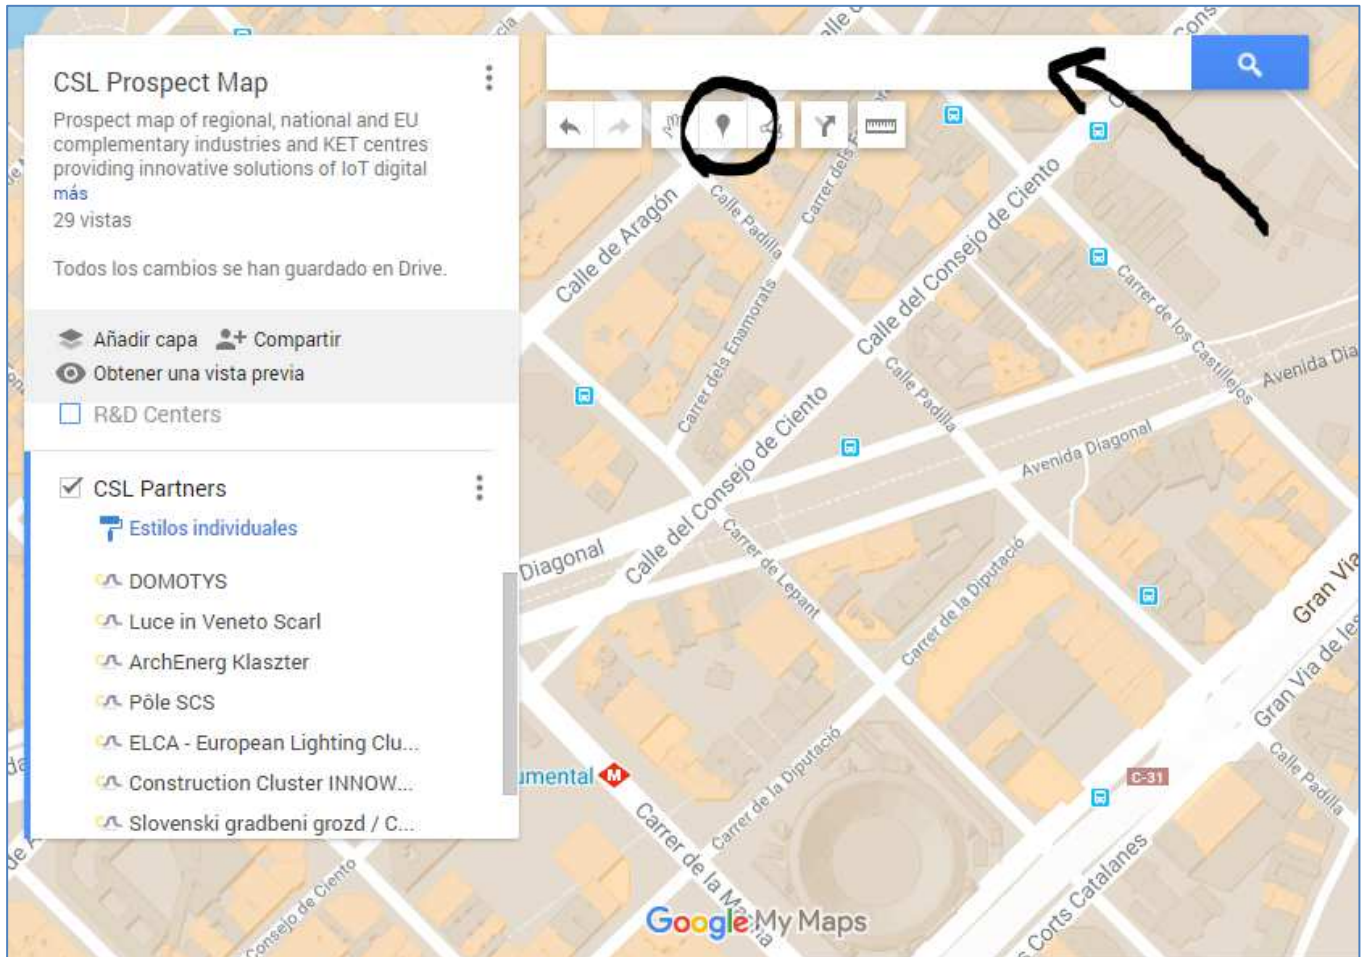 CSL Prospect Map
Prospect map of regional, national and EU
complementary industries and KET centres
providing innovative solutions of IoT digital
más
29 vistas
Todos los cambios se han guardado en Drive.
Añadir capa
Compartir
Obtener una vista previa
R&D Centers
CSL Partners
Estilos individuales
DOMOTYS
Luce in Veneto Scarl
ArchEnerg Klaszter
Pôle SCS
ELCA - European Lighting Clu...
Construction Cluster INNOW...
Slovenski gradbeni grozd / C...
Calle de Aragón
Calle Padilla
Carrer dels
Carrer dels Enamorats
Calle del Consejo de Ciento
Calle del Consejo de Ciento
Calle Padilla
Carrer de los Castillejos
Avenida Dia
Avenida Diagonal
Diagonal
Carrer de Lepant
Carrer de la Diputació
Carrer de la Diputació
Gran Vía
Gran Via de les
Calle Padilla
C-31
umental
M
Carrer de la
Consejo de Ciento
Corts Catalanes
Google My Maps